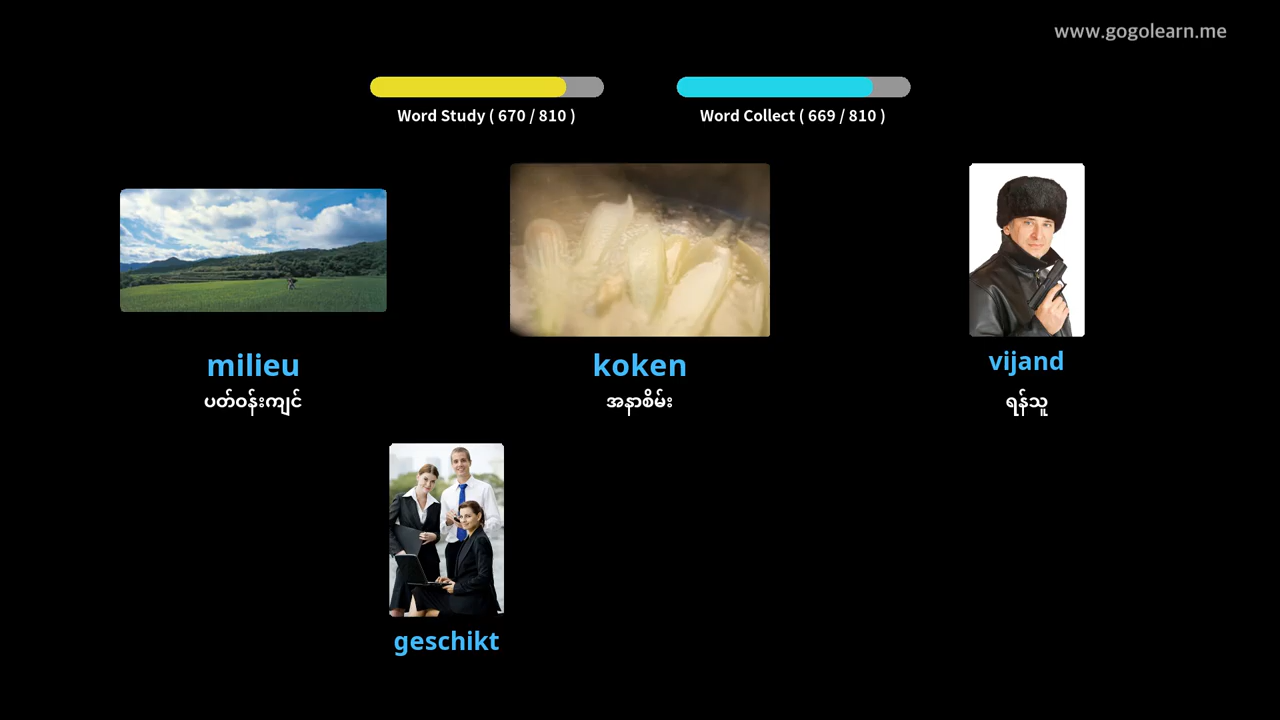 www.gogolearn.me
Word Study ( 670 / 810 )
Word Collect ( 669 / 810 )
milieu
koken
vijand
ပတ်ဝန်းကျင်
အနာစိမ်း
ရန်သူ
geschikt